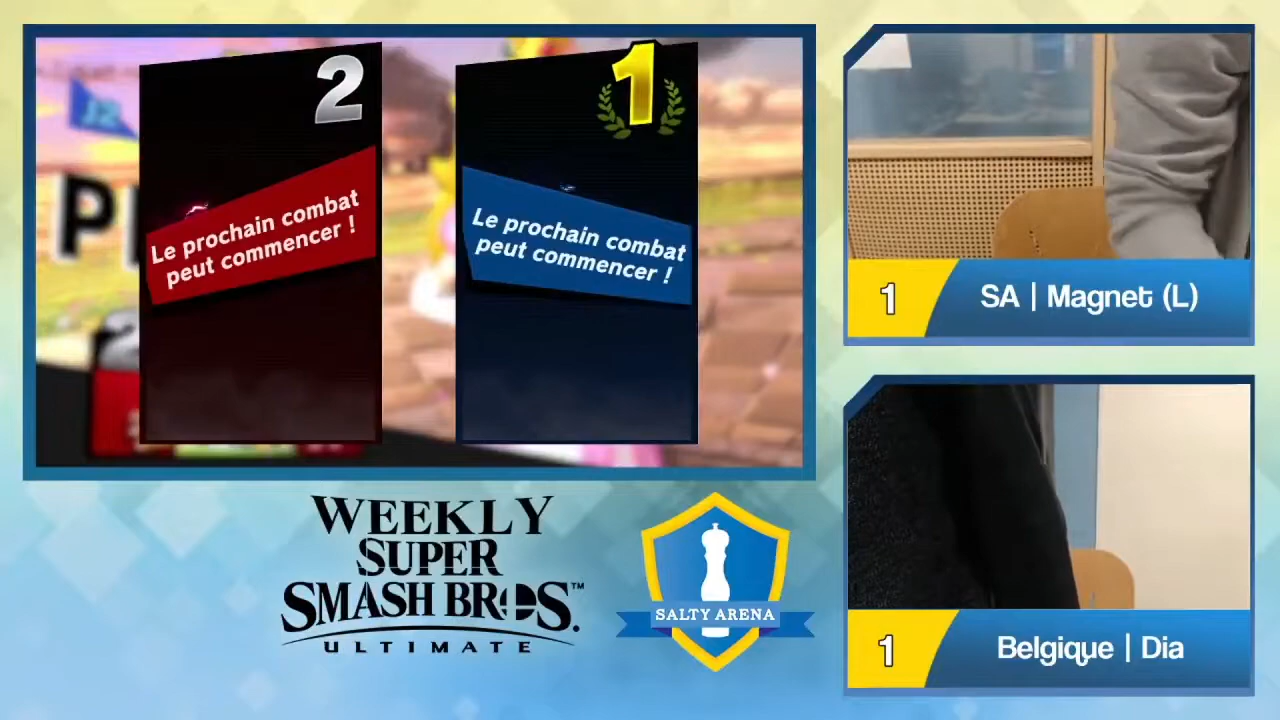 2
Le prochain combat
peut commencer !
1
Le prochain combat
peut commencer !
1
SA | Magnet (L)
1
Belgique | Dia
WEEKLY
SUPER
SMASH BROS.™
ULTIMATE
SALTY ARENA